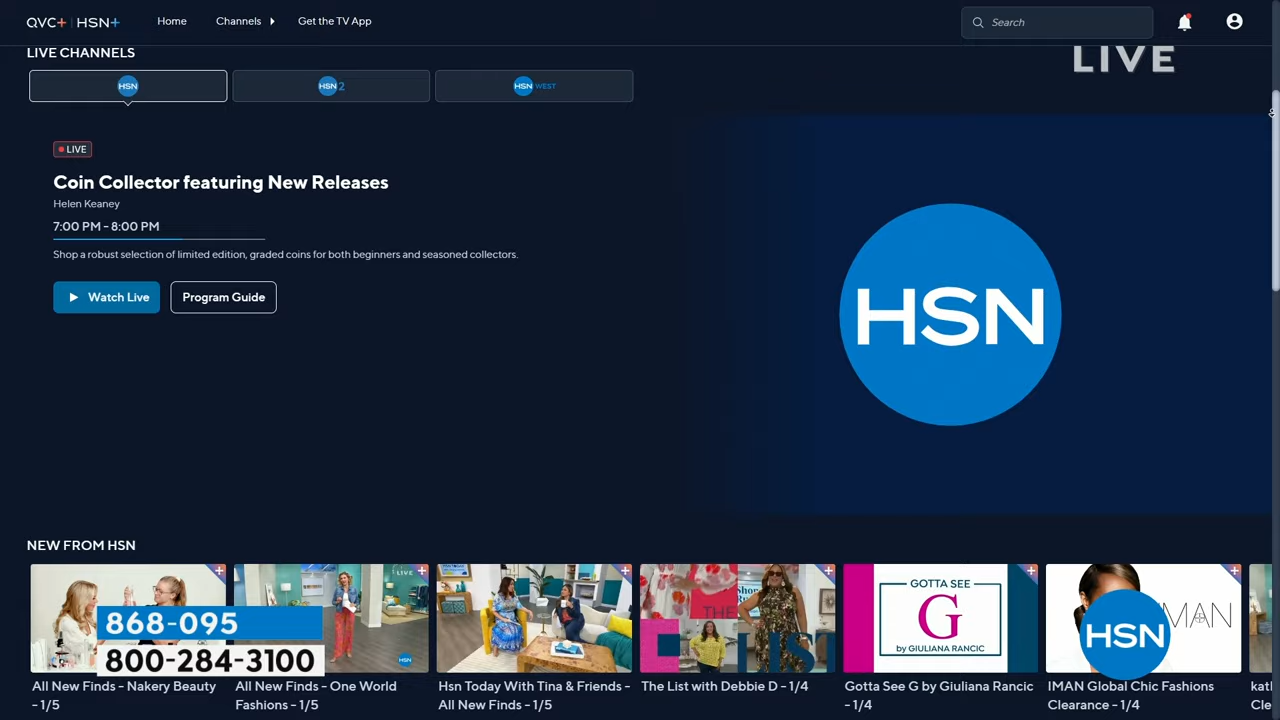 QVC+ | HSN+
Home
Channels
Get the TV App
Search
LIVE CHANNELS
LIVE
HSN
HSN 2
HSN WEST
LIVE
Coin Collector featuring New Releases
Helen Keaney
7:00 PM - 8:00 PM
Shop a robust selection of limited edition, graded coins for both beginners and seasoned collectors.
Watch Live
Program Guide
HSN
NEW FROM HSN
LIVE
HSN
THE LIST
GOTTA SEE
G
by GIULIANA RANCIC
IMAN
HSN
868-095
800-284-3100
All New Finds - Nakery Beauty
- 1/5
All New Finds - One World
Fashions - 1/5
Hsn Today With Tina & Friends -
All New Finds - 1/5
The List with Debbie D - 1/4
Gotta See G by Giuliana Rancic
- 1/4
IMAN Global Chic Fashions
Clearance - 1/4